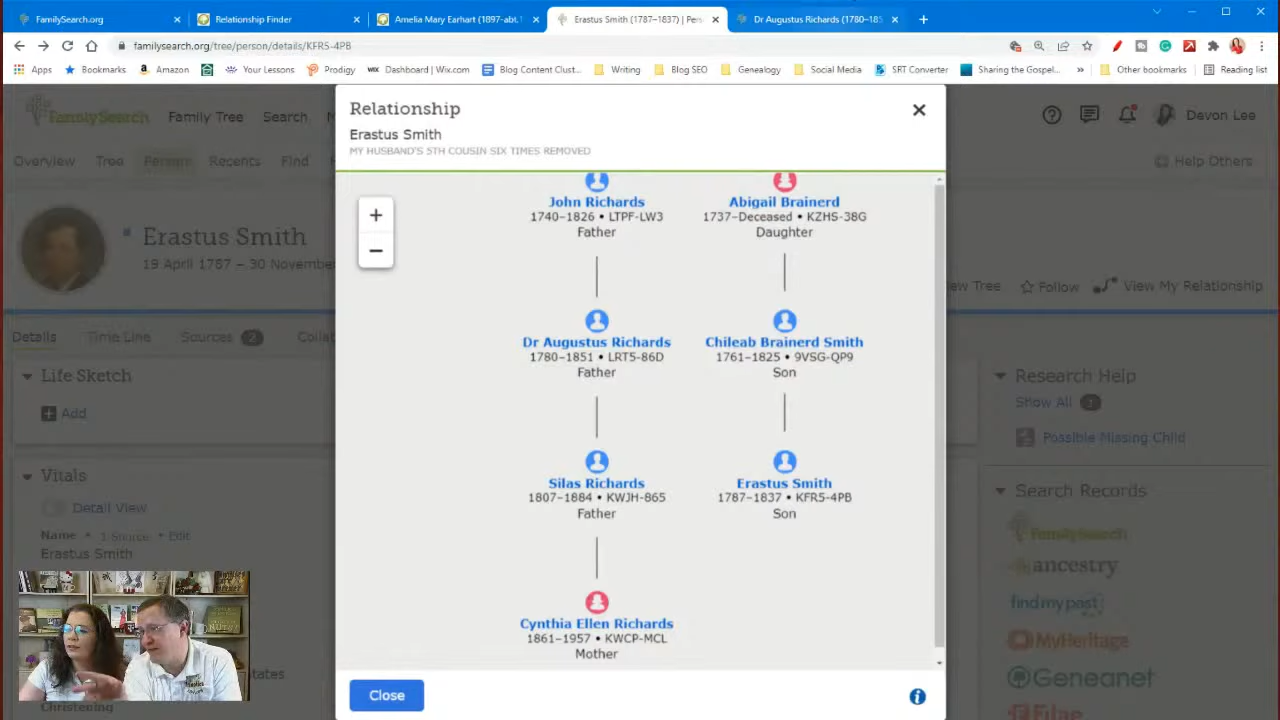 FamilySearch.org
Relationship Finder
Amelia Mary Earhart (1897-abt.1
Erastus Smith (1787–1837) | Pers
Dr Augustus Richards (1780–185
familysearch.org/tree/person/details/KFR5-4PB
Apps
Bookmarks
Amazon
Your Lessons
Prodigy
WIX
Dashboard | Wix.com
Blog Content Clust...
Writing
Blog SEO
Genealogy
Social Media
SRT Converter
Sharing the Gospel...
»
Other bookmarks
Reading list
FamilySearch
Family Tree
Search
Devon Lee
Overview
Tree
Person
Recents
Find
Help Others
Erastus Smith
19 April 1787 – 30 November
View Tree
Follow
View My Relationship
Details
Time Line
Sources
2
Collab
Life Sketch
Add
Vitals
Detail View
Name • 1 Source • Edit
Erastus Smith
tates
Christening
Relationship
Erastus Smith
MY HUSBAND'S 5TH COUSIN SIX TIMES REMOVED
John Richards
1740–1826 • LTPF-LW3
Father
Abigail Brainerd
1737–Deceased • KZHS-38G
Daughter
Dr Augustus Richards
1780–1851 • LRT5-86D
Father
Chileab Brainerd Smith
1761–1825 • 9VSG-QP9
Son
Silas Richards
1807–1884 • KWJH-865
Father
Erastus Smith
1787–1837 • KFR5-4PB
Son
Cynthia Ellen Richards
1861–1957 • KWCP-MCL
Mother
Close
Research Help
Show All 1
Possible Missing Child
Search Records
FamilySearch
ancestry
findmypast
MyHeritage
Geneanet
Filae